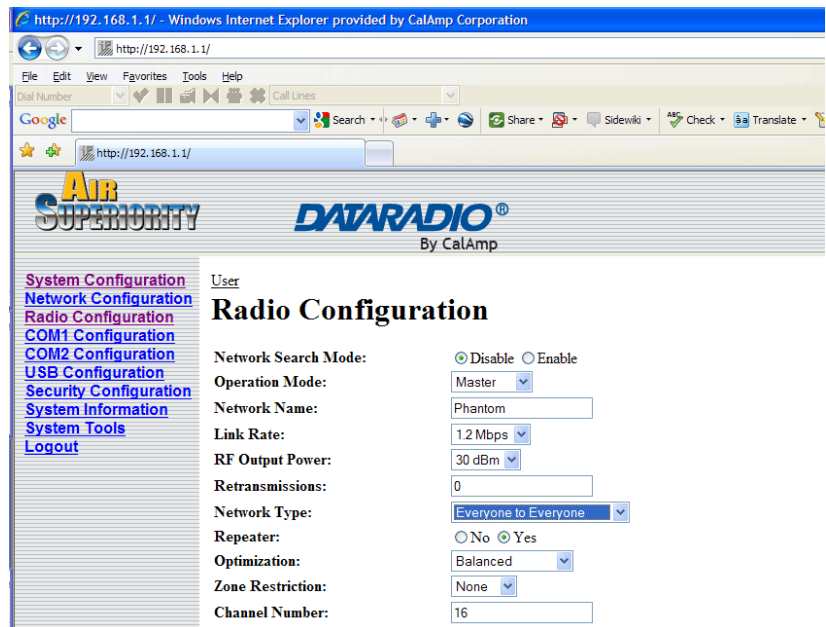 http://192.168.1.1/ - Windows Internet Explorer provided by CalAmp Corporation
http://192.168.1.1/
File Edit View Favorites Tools Help
Dial Number Call Lines
Google Search Share Sidewiki Check Translate
http://192.168.1.1/
AIR SUPERIORITY
DATARADIO®
By CalAmp
System Configuration
Network Configuration
Radio Configuration
COM1 Configuration
COM2 Configuration
USB Configuration
Security Configuration
System Information
System Tools
Logout
User
Radio Configuration
Network Search Mode: Disable Enable
Operation Mode: Master
Network Name: Phantom
Link Rate: 1.2 Mbps
RF Output Power: 30 dBm
Retransmissions: 0
Network Type: Everyone to Everyone
Repeater: No Yes
Optimization: Balanced
Zone Restriction: None
Channel Number: 16